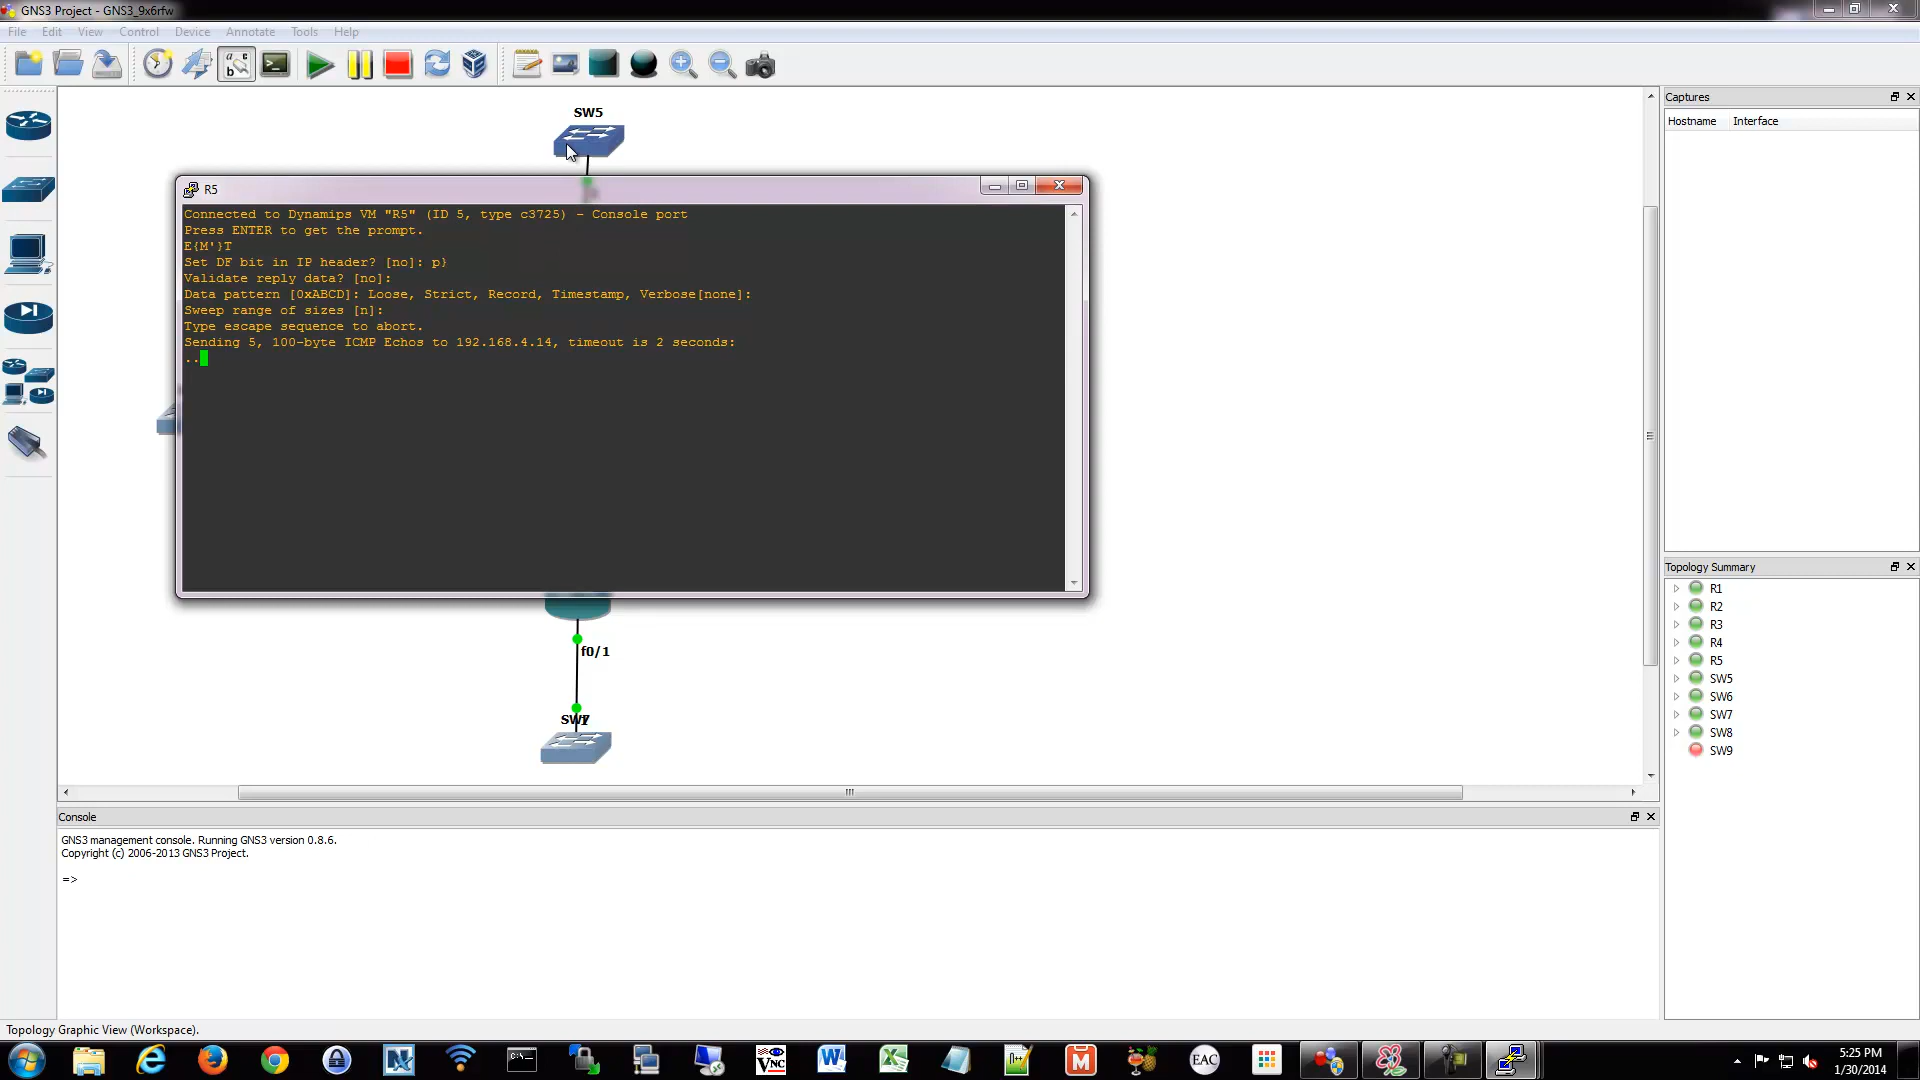 GNS3 Project - GNS3_9x6rfw
File Edit View Control Device Annotate Tools Help
SW5
R5
Connected to Dynamips VM "R5" (ID 5, type c3725) - Console port
Press ENTER to get the prompt.
E{M'}T
Set DF bit in IP header? [no]: p}
Validate reply data? [no]:
Data pattern [0xABCD]: Loose, Strict, Record, Timestamp, Verbose[none]:
Sweep range of sizes [n]:
Type escape sequence to abort.
Sending 5, 100-byte ICMP Echos to 192.168.4.14, timeout is 2 seconds:
..
f0/1
Captures
Hostname Interface
Topology Summary
R1
R2
R3
R4
R5
SW5
SW6
SW7
SW8
SW9
Console
GNS3 management console. Running GNS3 version 0.8.6.
Copyright (c) 2006-2013 GNS3 Project.
=>
Topology Graphic View (Workspace).
EAC
5:25 PM
1/30/2014